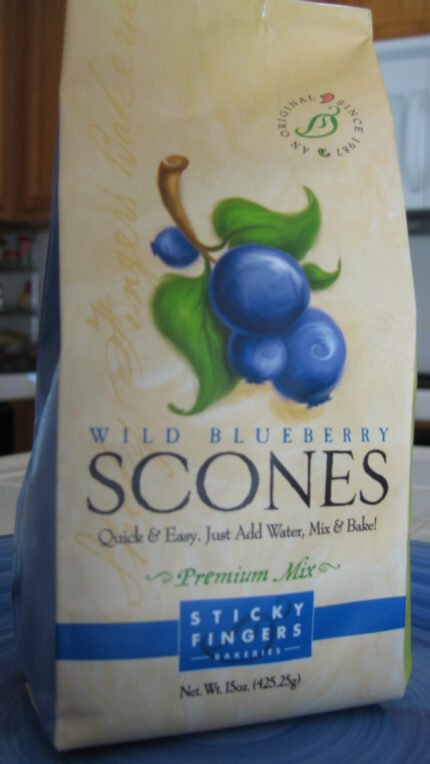 AN ORIGINAL SINCE 1987
WILD BLUEBERRY
SCONES
Quick & Easy. Just Add Water, Mix & Bake!
Premium Mix
STICKY
FINGERS
BAKERIES
Net. Wt. 15oz. (425.25g)